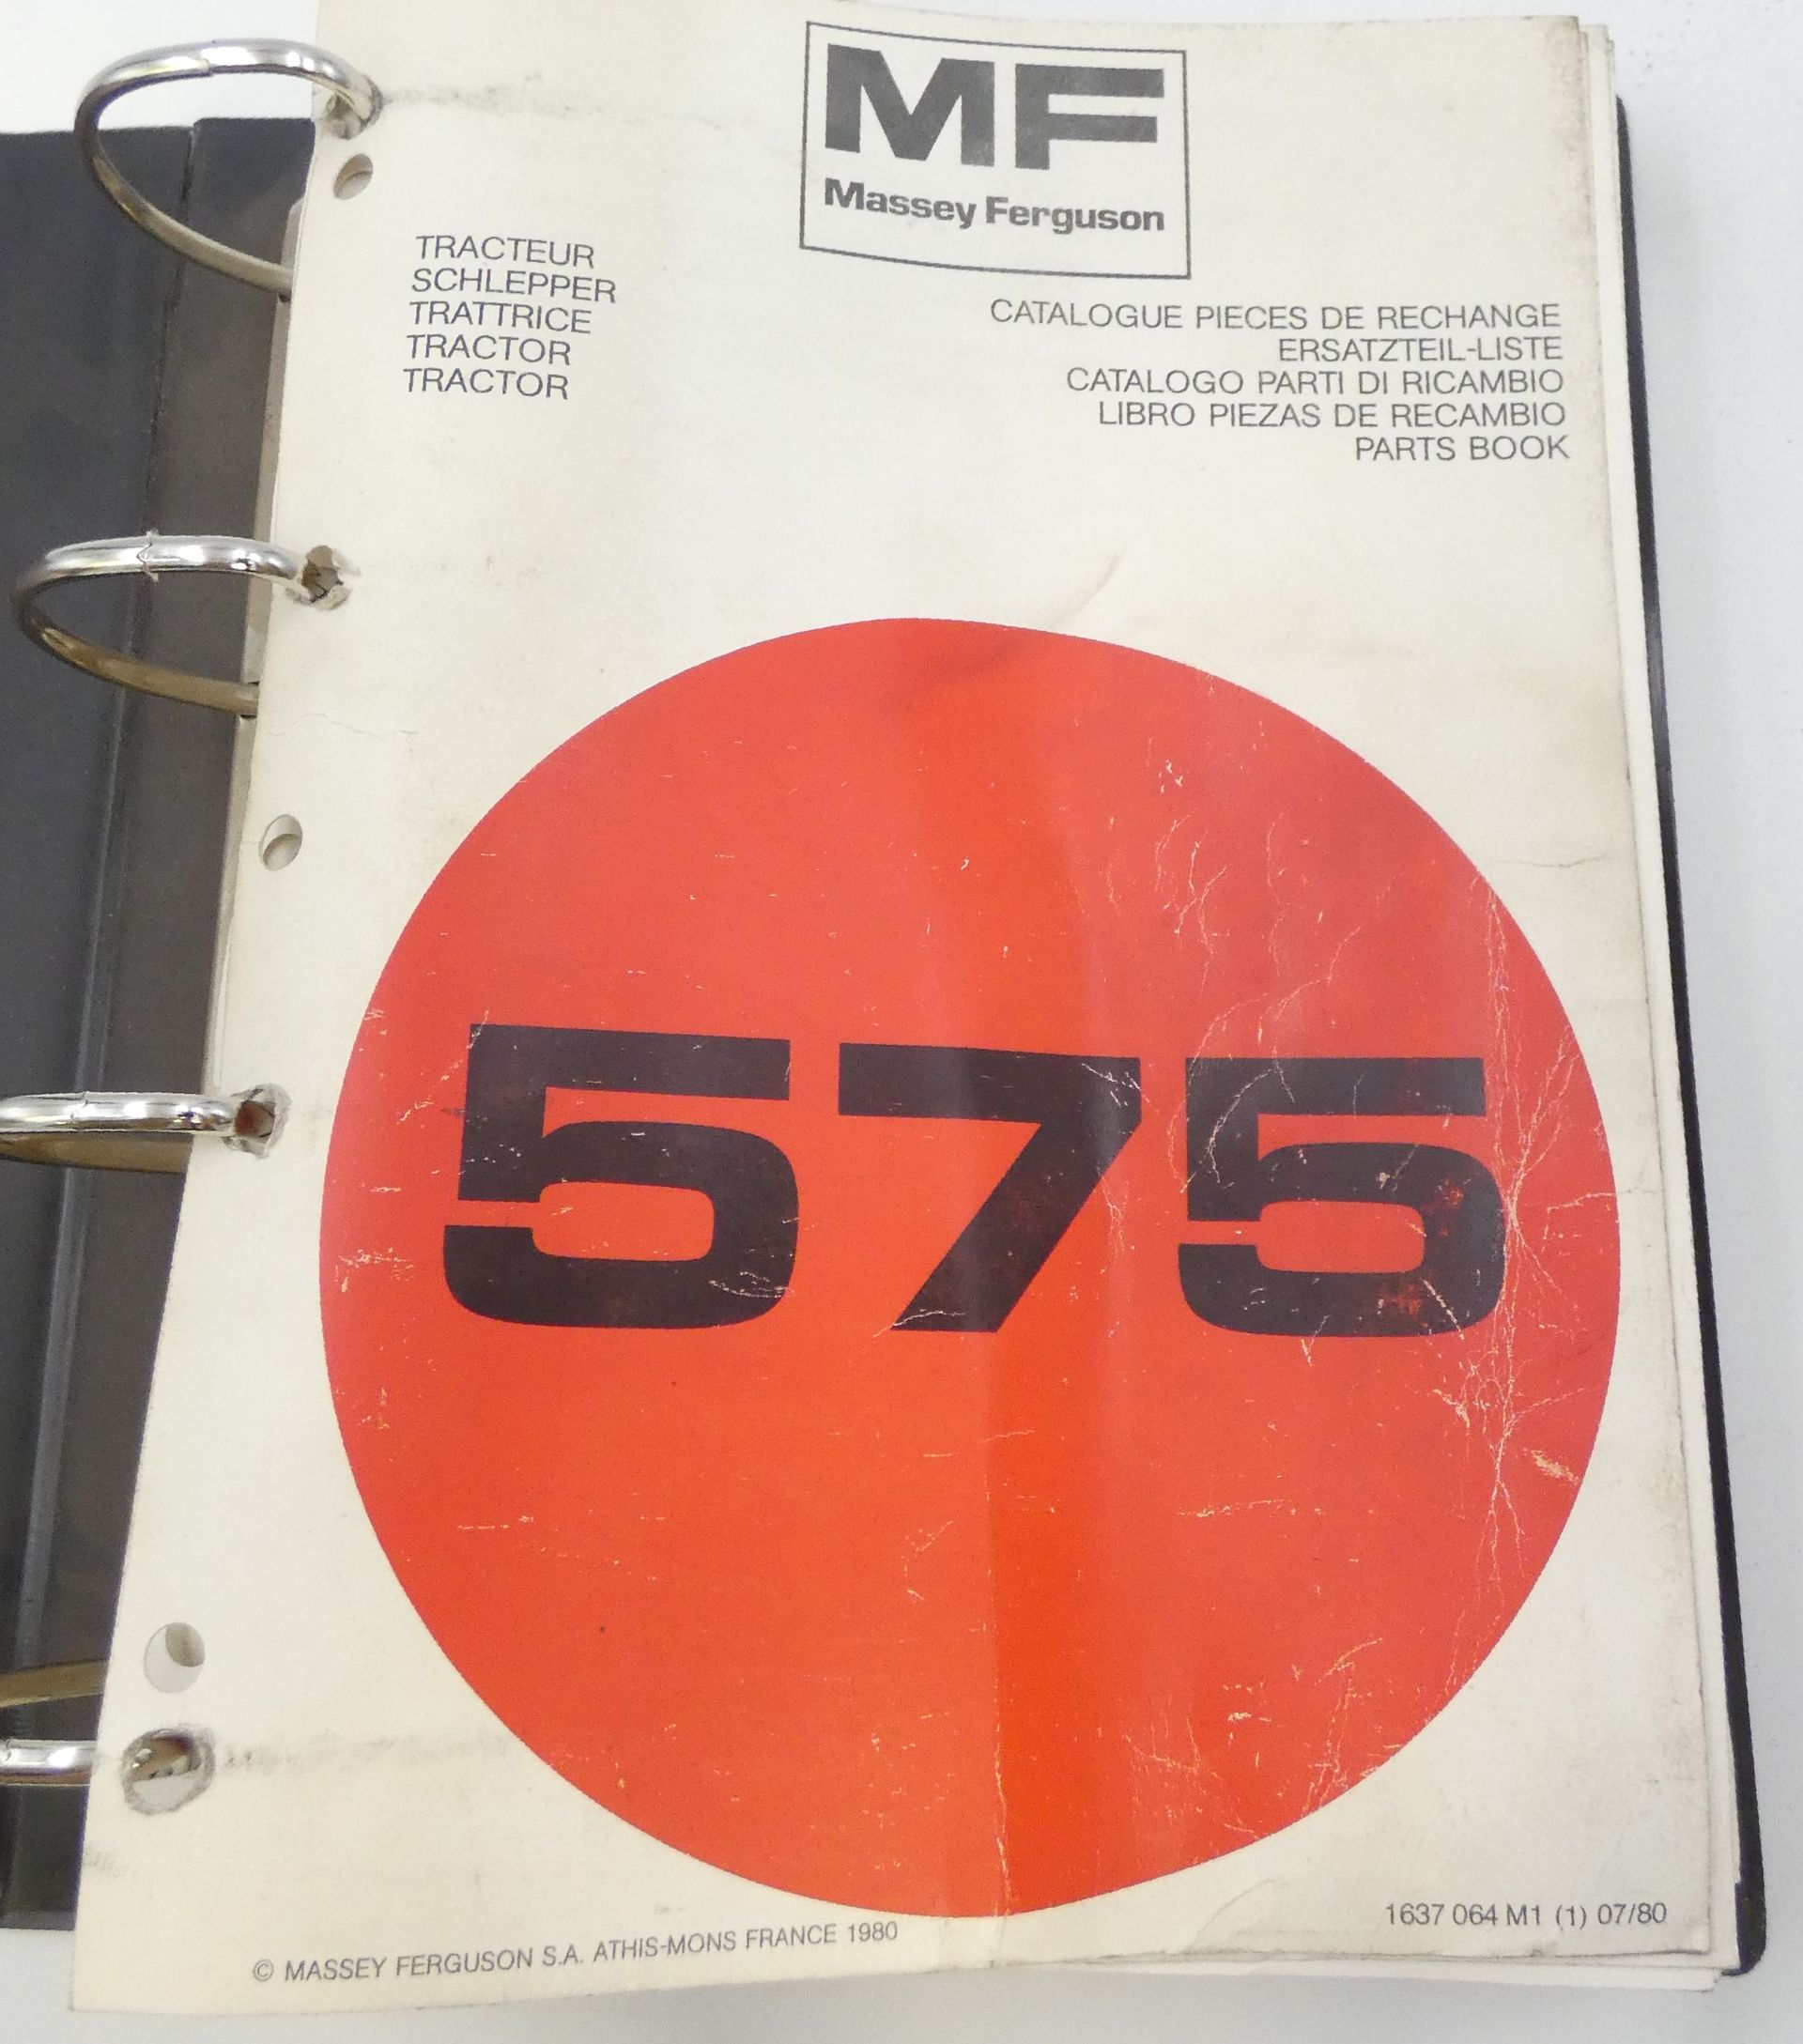 MF
Massey Ferguson
TRACTEUR
SCHLEPPER
TRATTRICE
TRACTOR
TRACTOR
CATALOGUE PIECES DE RECHANGE
ERSATZTEIL-LISTE
CATALOGO PARTI DI RICAMBIO
LIBRO PIEZAS DE RECAMBIO
PARTS BOOK
575
© MASSEY FERGUSON S.A. ATHIS-MONS FRANCE 1980
1637 064 M1 (1) 07/80